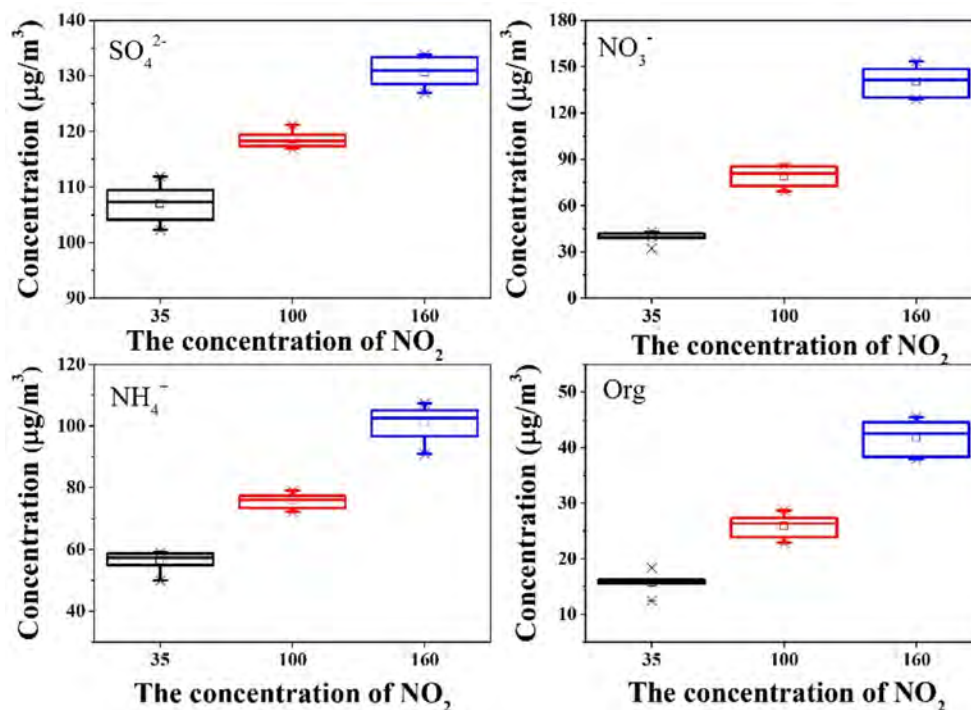 SO₄²⁻
Concentration (μg/m³)
140
130
120
110
100
90
35
100
160
The concentration of NO₂
NO₃⁻
Concentration (μg/m³)
180
150
120
90
60
30
0
35
100
160
The concentration of NO₂
NH₄⁻
Concentration (μg/m³)
120
100
80
60
40
35
100
160
The concentration of NO₂
Org
Concentration (μg/m³)
50
40
30
20
10
35
100
160
The concentration of NO₂